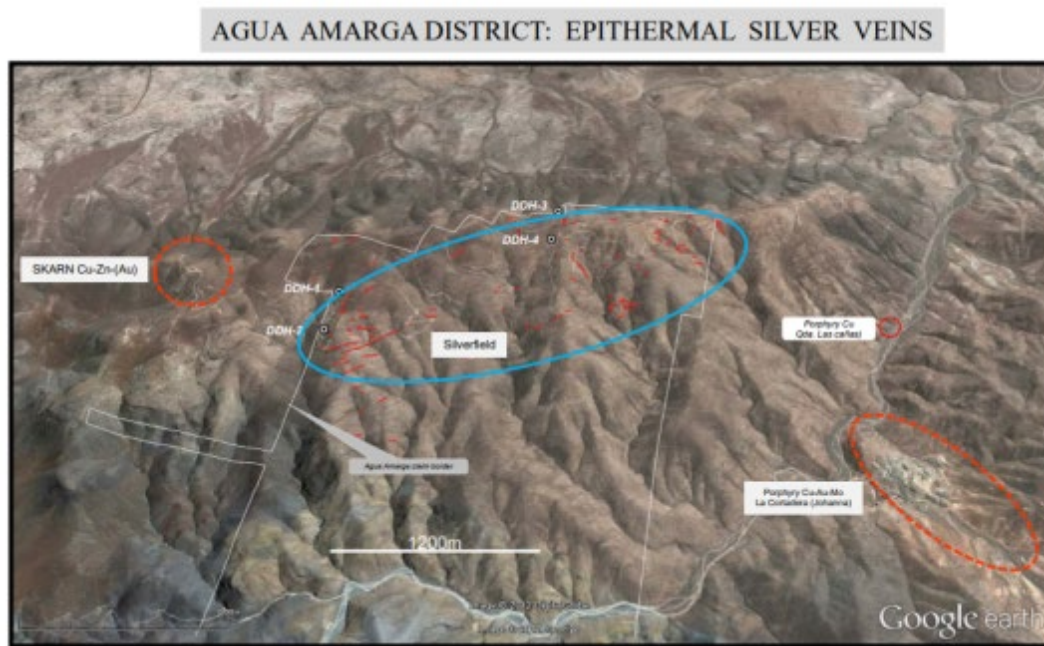 AGUA AMARGA DISTRICT: EPITHERMAL SILVER VEINS
DDH-3
DDH-4
SKARN Cu-Zn-(Au)
DDH-1
DDH-2
Silverfield
Porphyry Cu
Qda. Las cañas)
Agua Amarga claim border
Porphyry Cu-Au-Mo
La Cortadera (Johanna)
1200m
Google earth